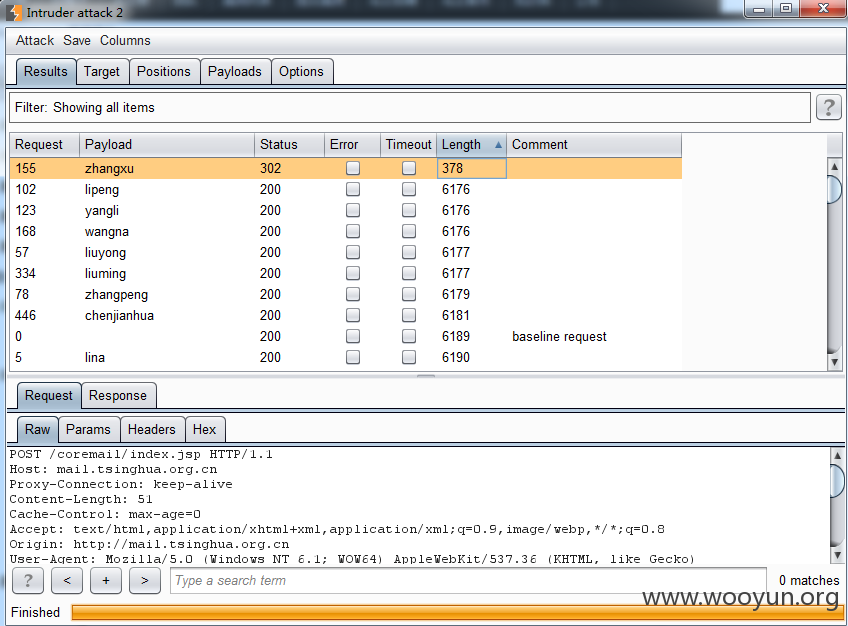 Intruder attack 2
Attack Save Columns
Results Target Positions Payloads Options
Filter: Showing all items ?
Request Payload Status Error Timeout Length Comment
155 zhangxu 302 378
102 lipeng 200 6176
123 yangli 200 6176
168 wangna 200 6176
57 liuyong 200 6177
334 liuming 200 6177
78 zhangpeng 200 6179
446 chenjianhua 200 6181
0 200 6189 baseline request
5 lina 200 6190
Request Response
Raw Params Headers Hex
POST /coremail/index.jsp HTTP/1.1
Host: mail.tsinghua.org.cn
Proxy-Connection: keep-alive
Content-Length: 51
Cache-Control: max-age=0
Accept: text/html,application/xhtml+xml,application/xml;q=0.9,image/webp,*/*;q=0.8
Origin: http://mail.tsinghua.org.cn
User-Agent: Mozilla/5.0 (Windows NT 6.1; WOW64) AppleWebKit/537.36 (KHTML, like Gecko)
? < + > Type a search term 0 matches
www.wooyun.org
Finished